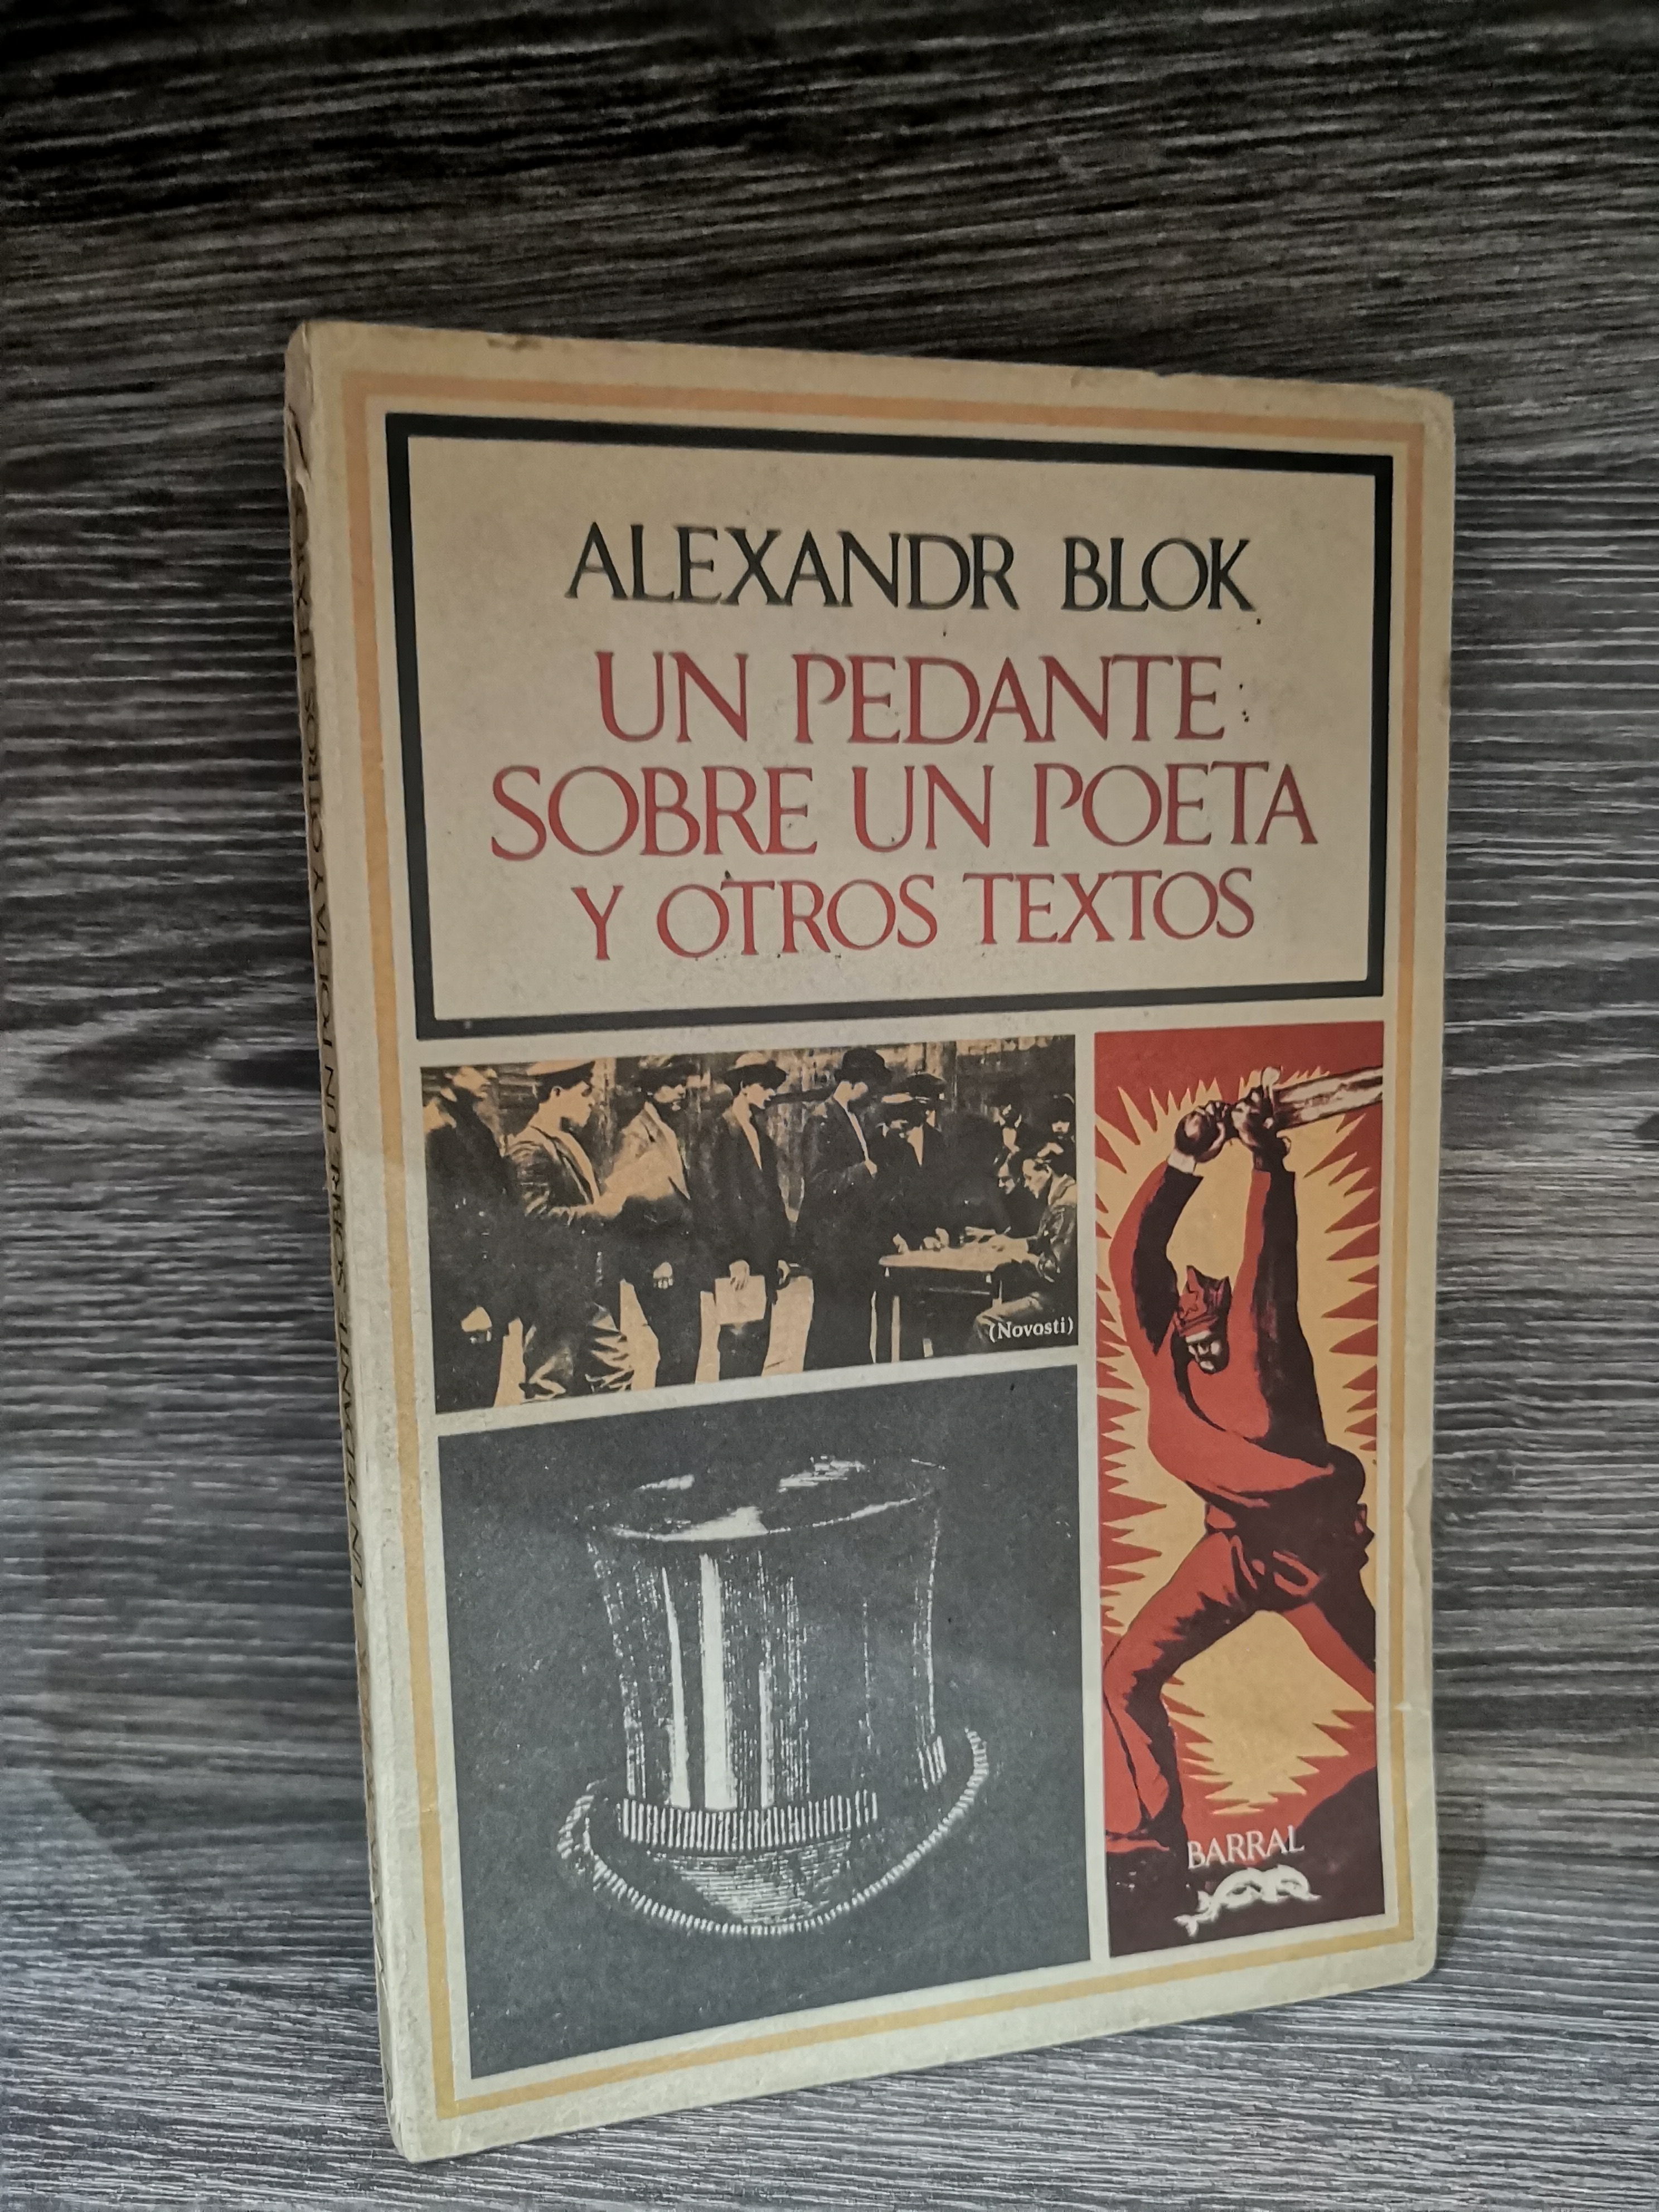 ALEXANDR BLOK
UN PEDANTE
SOBRE UN POETA
Y OTROS TEXTOS
(Novosti)
BARRAL
UN PEDANTE SOBRE UN POETA Y OTROS TEXTOS